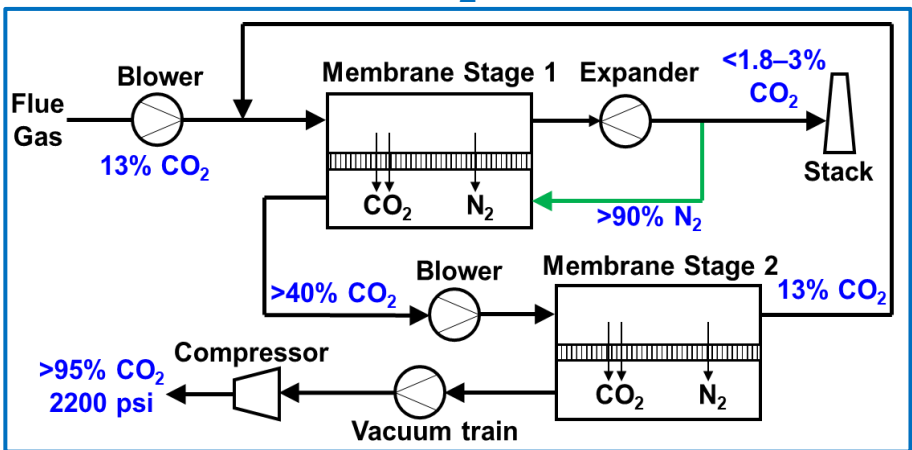 Blower
Flue
Gas
13% CO₂
Membrane Stage 1
CO₂
N₂
Expander
<1.8–3%
CO₂
Stack
>90% N₂
>40% CO₂
Blower
Membrane Stage 2
13% CO₂
CO₂
N₂
Compressor
>95% CO₂
2200 psi
Vacuum train